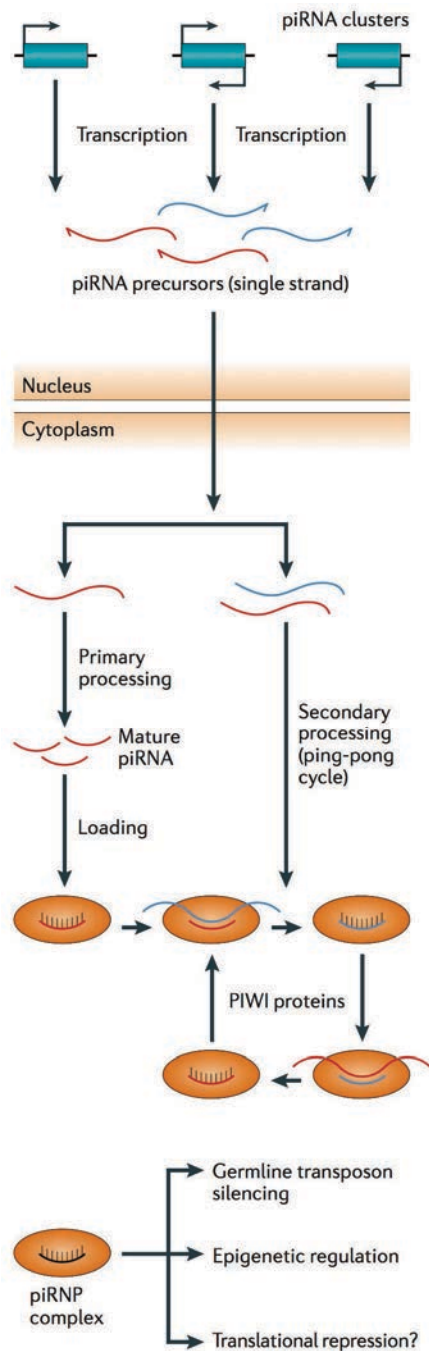 piRNA clusters
Transcription
Transcription
piRNA precursors (single strand)
Nucleus
Cytoplasm
Primary
processing
Mature
piRNA
Secondary
processing
(ping-pong
cycle)
Loading
PIWI proteins
Germline transposon
silencing
Epigenetic regulation
piRNP
complex
Translational repression?